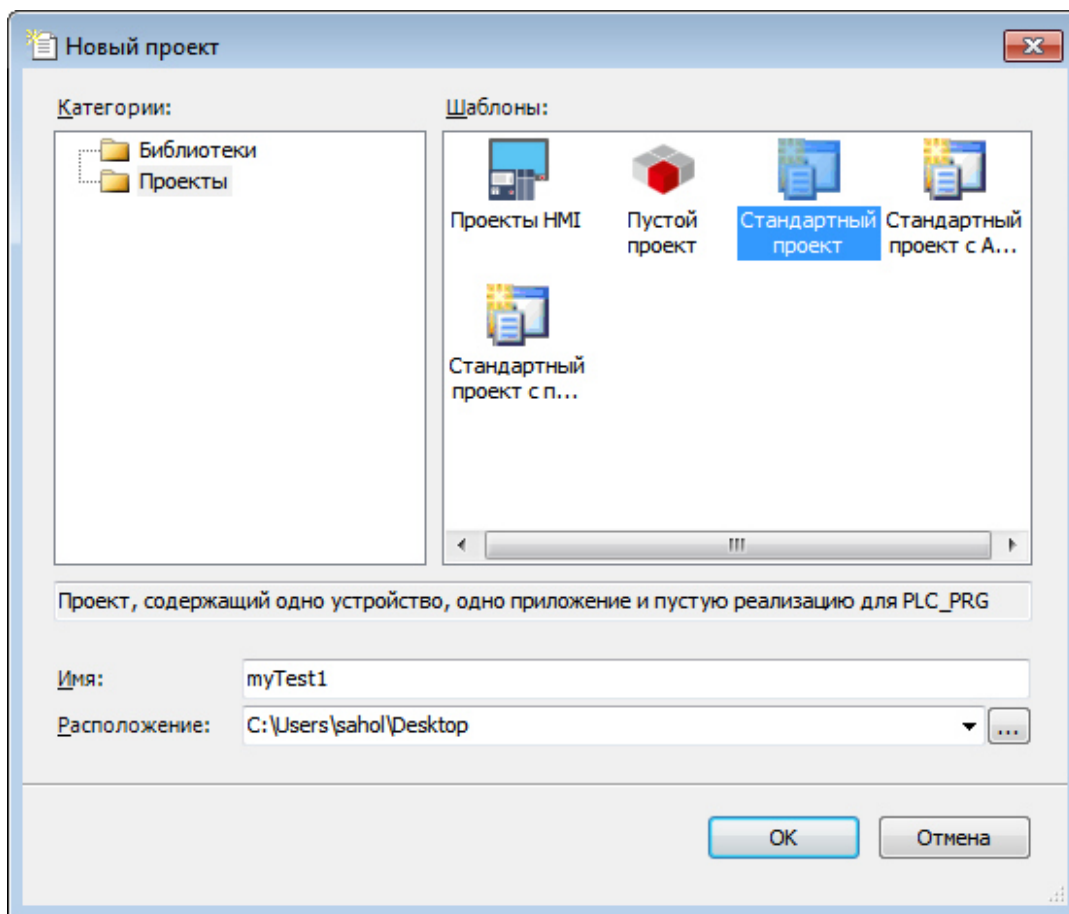 Новый проект
Категории:
Шаблоны:
Библиотеки
Проекты
Проекты HMI
Пустой
проект
Стандартный
проект
Стандартный
проект с А...
Стандартный
проект с п...
Проект, содержащий одно устройство, одно приложение и пустую реализацию для PLC_PRG
Имя:
myTest1
Расположение:
C:\Users\sahol\Desktop
...
OK
Отмена